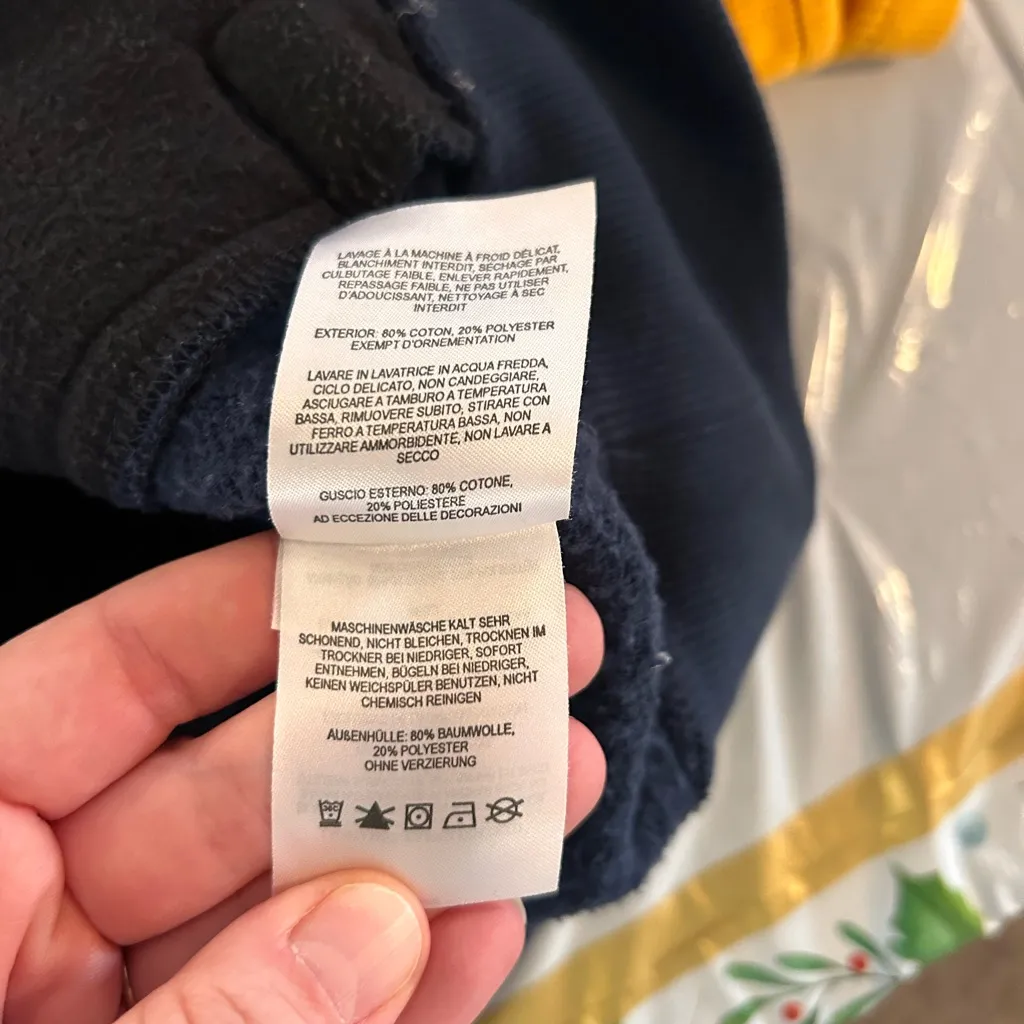 LAVAGE À LA MACHINE À FROID DÉLICAT,
BLANCHIMENT INTERDIT, SÉCHAGE PAR
CULBUTAGE FAIBLE, ENLEVER RAPIDEMENT,
REPASSAGE FAIBLE, NE PAS UTILISER
D'ADOUCISSANT, NETTOYAGE À SEC
INTERDIT
EXTERIOR: 80% COTON, 20% POLYESTER
EXEMPT D'ORNEMENTATION
LAVARE IN LAVATRICE IN ACQUA FREDDA,
CICLO DELICATO, NON CANDEGGIARE,
ASCIUGARE A TAMBURO A TEMPERATURA
BASSA, RIMUOVERE SUBITO, STIRARE CON
FERRO A TEMPERATURA BASSA, NON
UTILIZZARE AMMORBIDENTE, NON LAVARE A
SECCO
GUSCIO ESTERNO: 80% COTONE,
20% POLIESTERE
AD ECCEZIONE DELLE DECORAZIONI
MASCHINENWÄSCHE KALT SEHR
SCHONEND, NICHT BLEICHEN, TROCKNEN IM
TROCKNER BEI NIEDRIGER, SOFORT
ENTNEHMEN, BÜGELN BEI NIEDRIGER,
KEINEN WEICHSPÜLER BENUTZEN, NICHT
CHEMISCH REINIGEN
AUßENHÜLLE: 80% BAUMWOLLE,
20% POLYESTER
OHNE VERZIERUNG